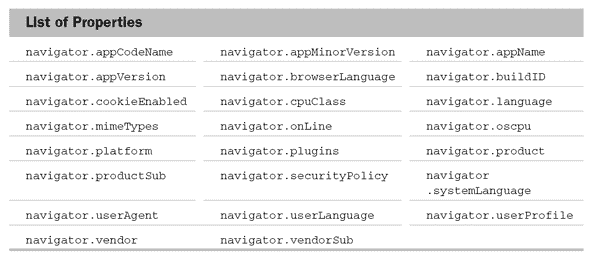 List of Properties
navigator.appCodeName navigator.appMinorVersion navigator.appName
navigator.appVersion navigator.browserLanguage navigator.buildID
navigator.cookieEnabled navigator.cpuClass navigator.language
navigator.mimeTypes navigator.onLine navigator.oscpu
navigator.platform navigator.plugins navigator.product
navigator.productSub navigator.securityPolicy navigator
.systemLanguage
navigator.userAgent navigator.userLanguage navigator.userProfile
navigator.vendor navigator.vendorSub